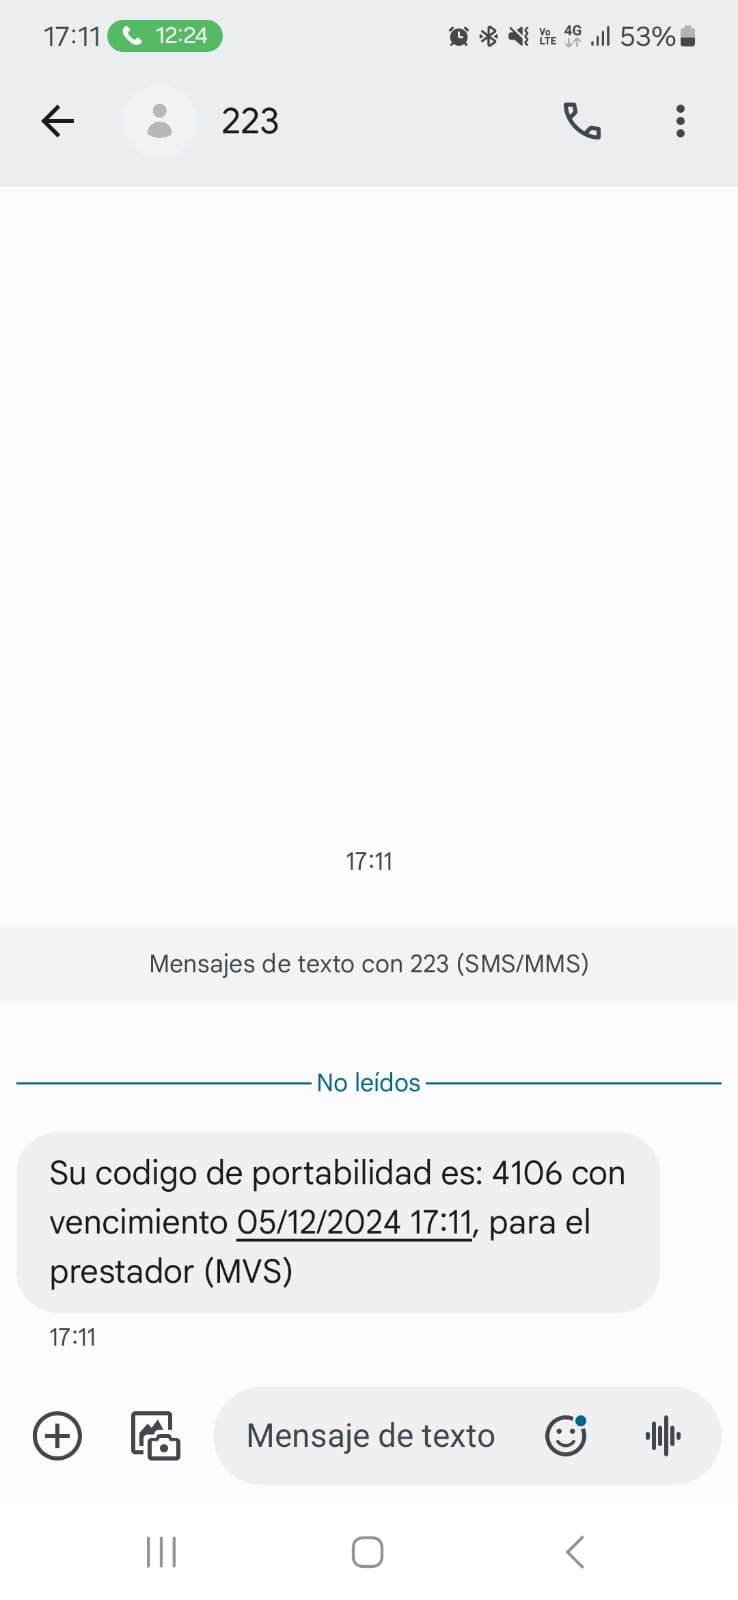 17:11 12:24 Vo LTE 4G 53%
223
17:11
Mensajes de texto con 223 (SMS/MMS)
No leídos
Su codigo de portabilidad es: 4106 con
vencimiento 05/12/2024 17:11, para el
prestador (MVS)
17:11
Mensaje de texto